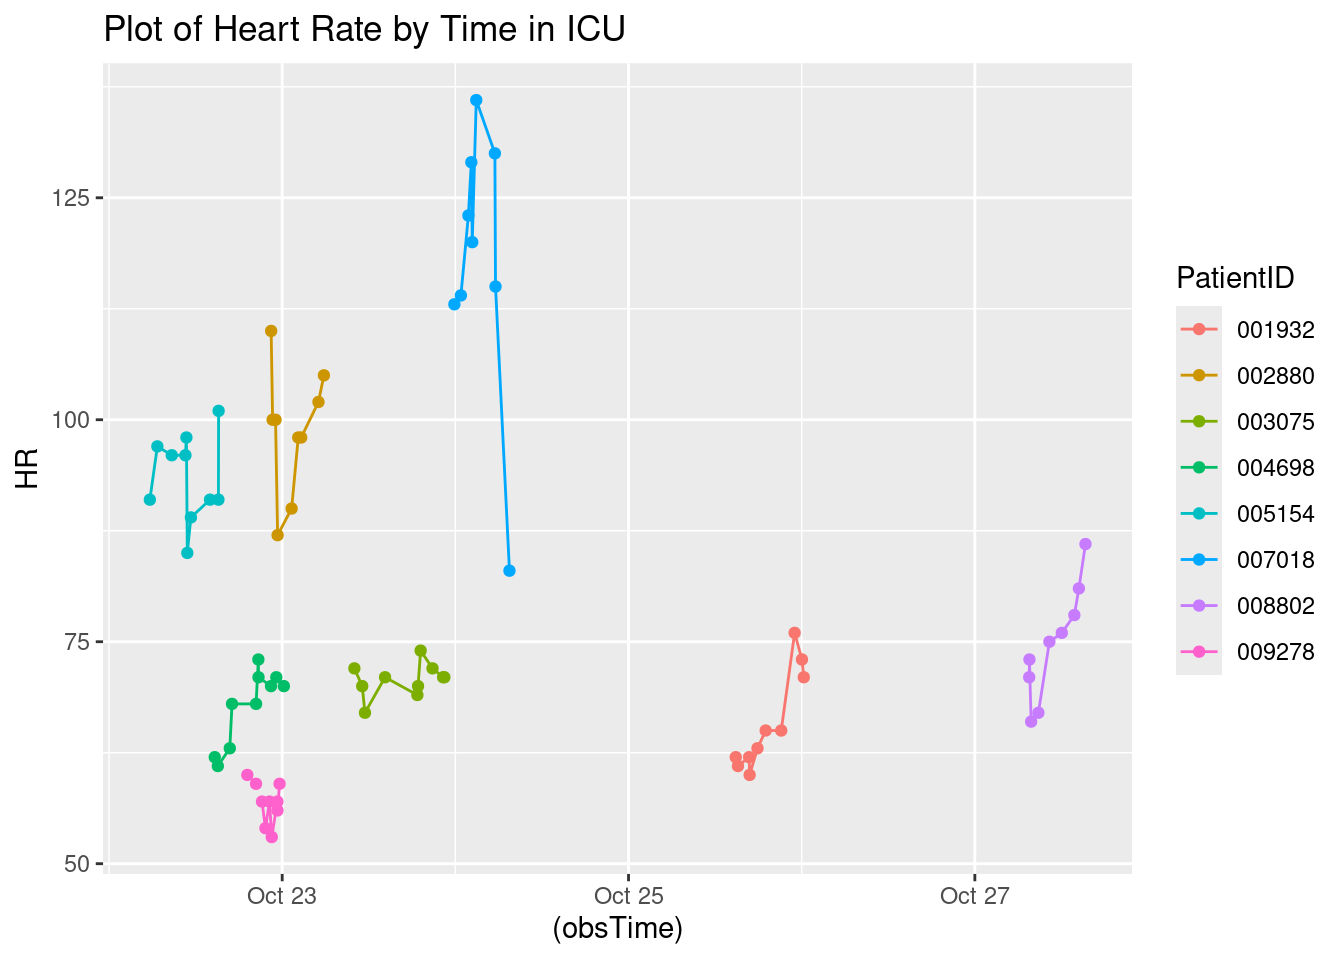 Plot of Heart Rate by Time in ICU
HR
125
100
75
50
Oct 23
Oct 25
Oct 27
(obsTime)
PatientID
001932
002880
003075
004698
005154
007018
008802
009278